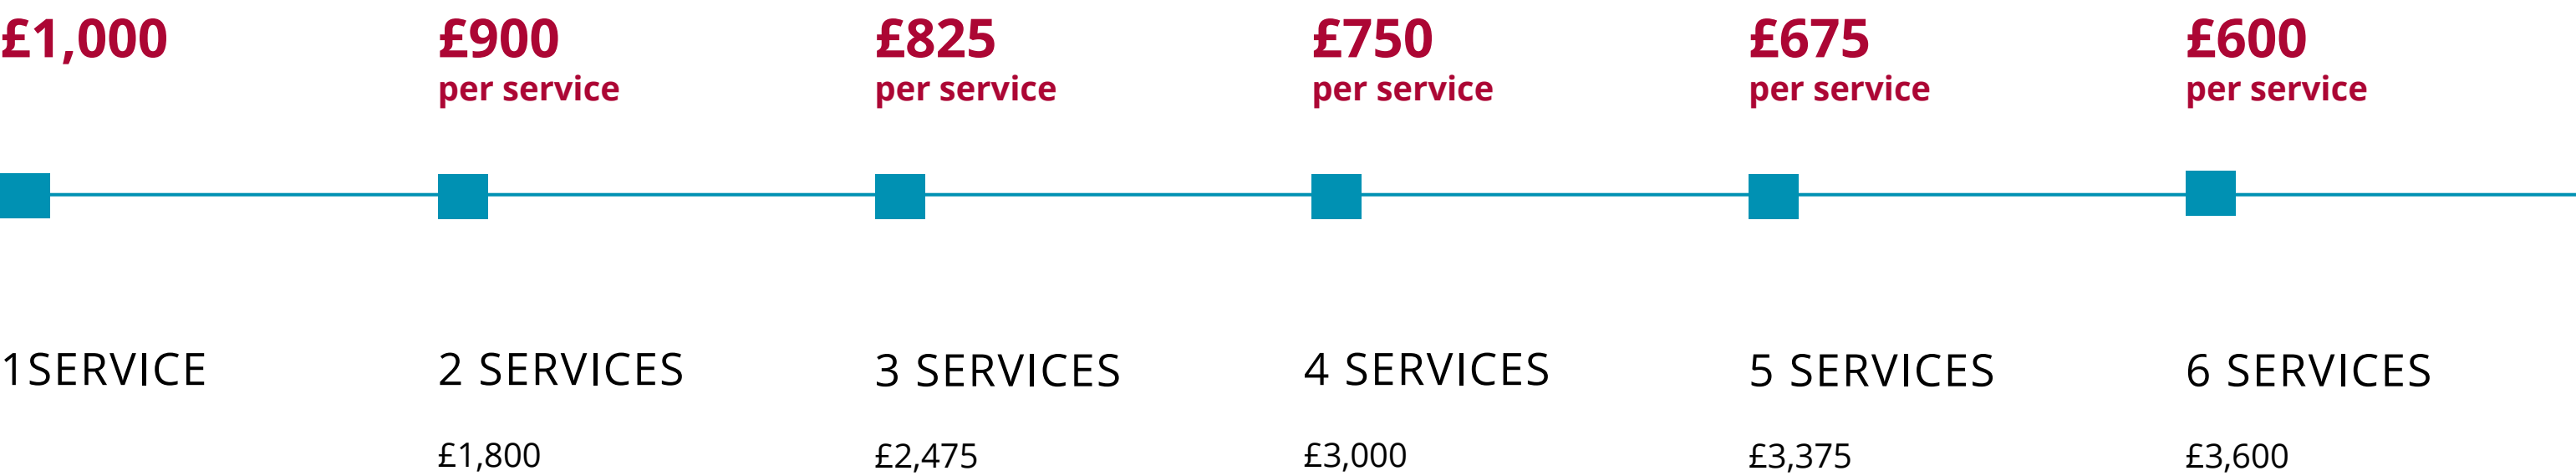 £1,000
£900
per service
£825
per service
£750
per service
£675
per service
£600
per service
1SERVICE
2 SERVICES
3 SERVICES
4 SERVICES
5 SERVICES
6 SERVICES
£1,800
£2,475
£3,000
£3,375
£3,600